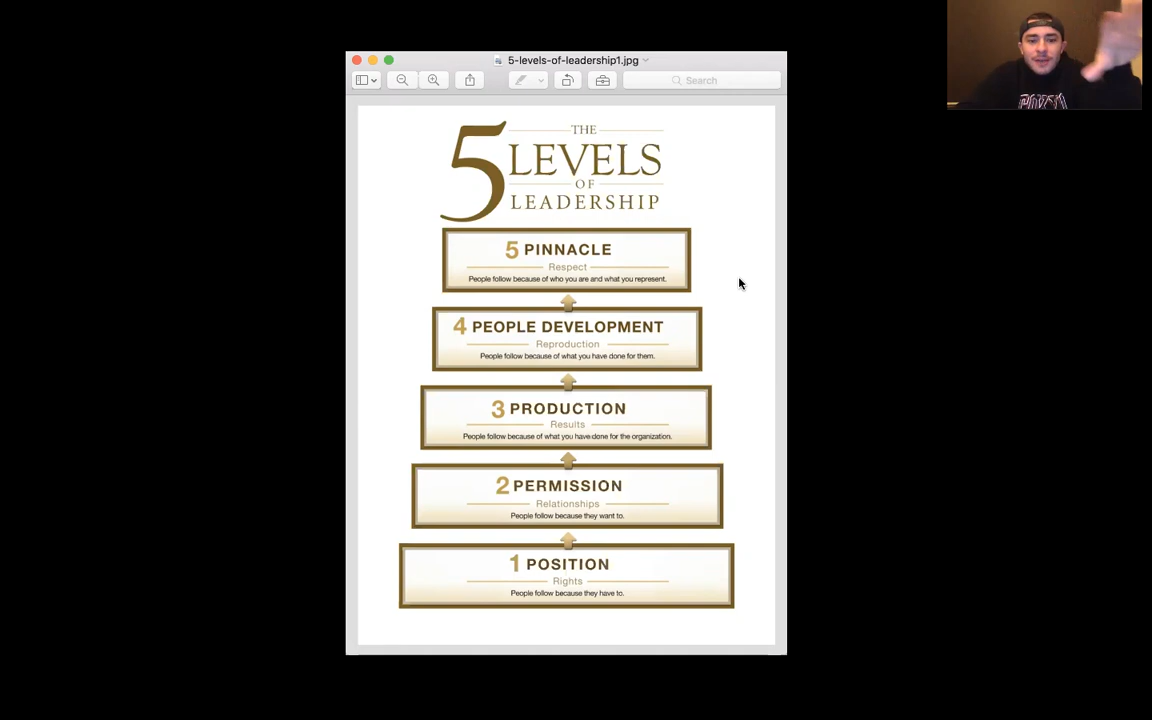 5-levels-of-leadership1.jpg
Search
THE
5 LEVELS
OF
LEADERSHIP
5 PINNACLE
Respect
People follow because of who you are and what you represent.
4 PEOPLE DEVELOPMENT
Reproduction
People follow because of what you have done for them.
3 PRODUCTION
Results
People follow because of what you have done for the organization.
2 PERMISSION
Relationships
People follow because they want to.
1 POSITION
Rights
People follow because they have to.